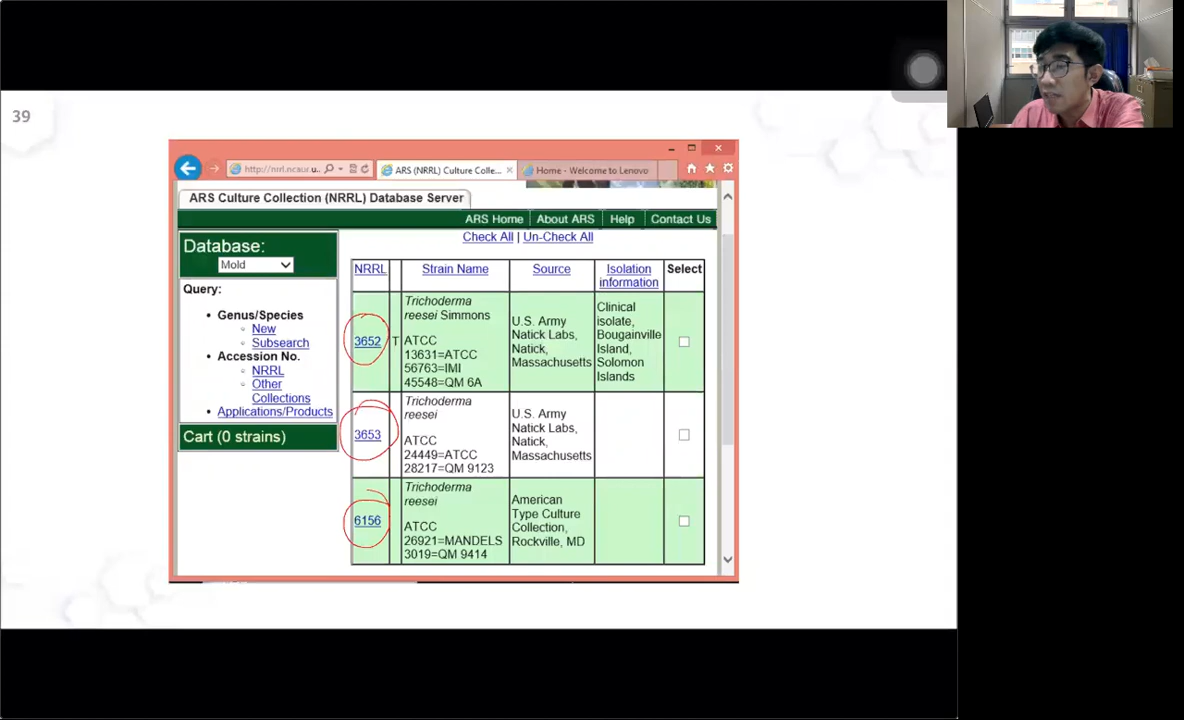 39
http://nrrl.ncaur.u..
ARS (NRRL) Culture Colle...
Home - Welcome to Lenovo
ARS Culture Collection (NRRL) Database Server
ARS Home | About ARS | Help | Contact Us
Check All | Un-Check All
Database:
Mold
Query:
Genus/Species
New
Subsearch
Accession No.
NRRL
Other
Collections
Applications/Products
Cart (0 strains)
NRRL
Strain Name
Source
Isolation
information
Select
3652
T
Trichoderma
reesei Simmons
ATCC
13631=ATCC
56763=IMI
45548=QM 6A
U.S. Army
Natick Labs,
Natick,
Massachusetts
Clinical
isolate,
Bougainville
Island,
Solomon
Islands
3653
Trichoderma
reesei
ATCC
24449=ATCC
28217=QM 9123
U.S. Army
Natick Labs,
Natick,
Massachusetts
6156
Trichoderma
reesei
ATCC
26921=MANDELS
3019=QM 9414
American
Type Culture
Collection,
Rockville, MD